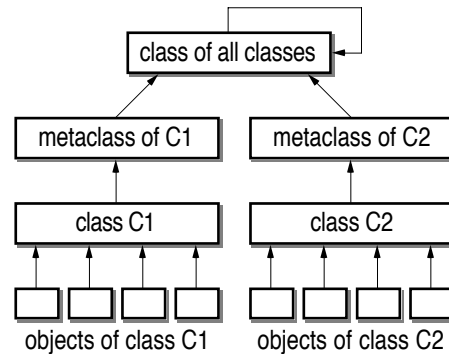 class of all classes
metaclass of C1
metaclass of C2
class C1
class C2
objects of class C1
objects of class C2